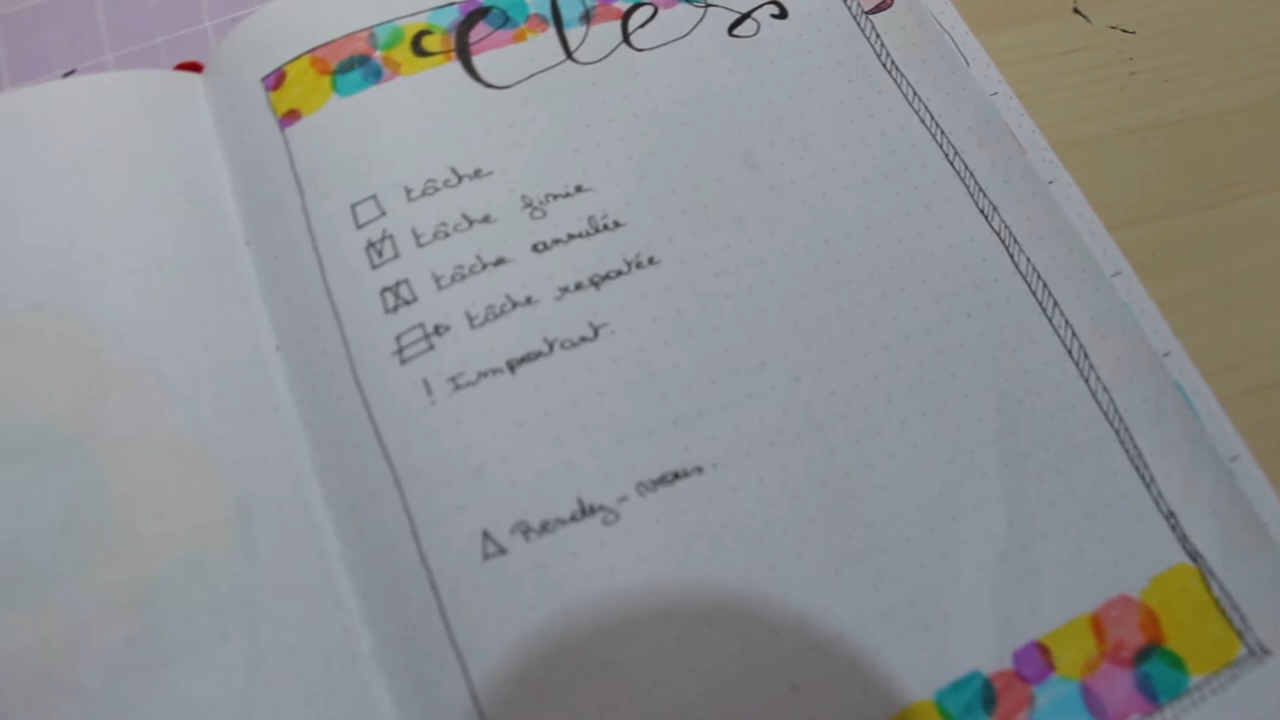 Clés
tâche
tâche finie
tâche annulée
tâche reportée
! Important.
Rendez-vous.